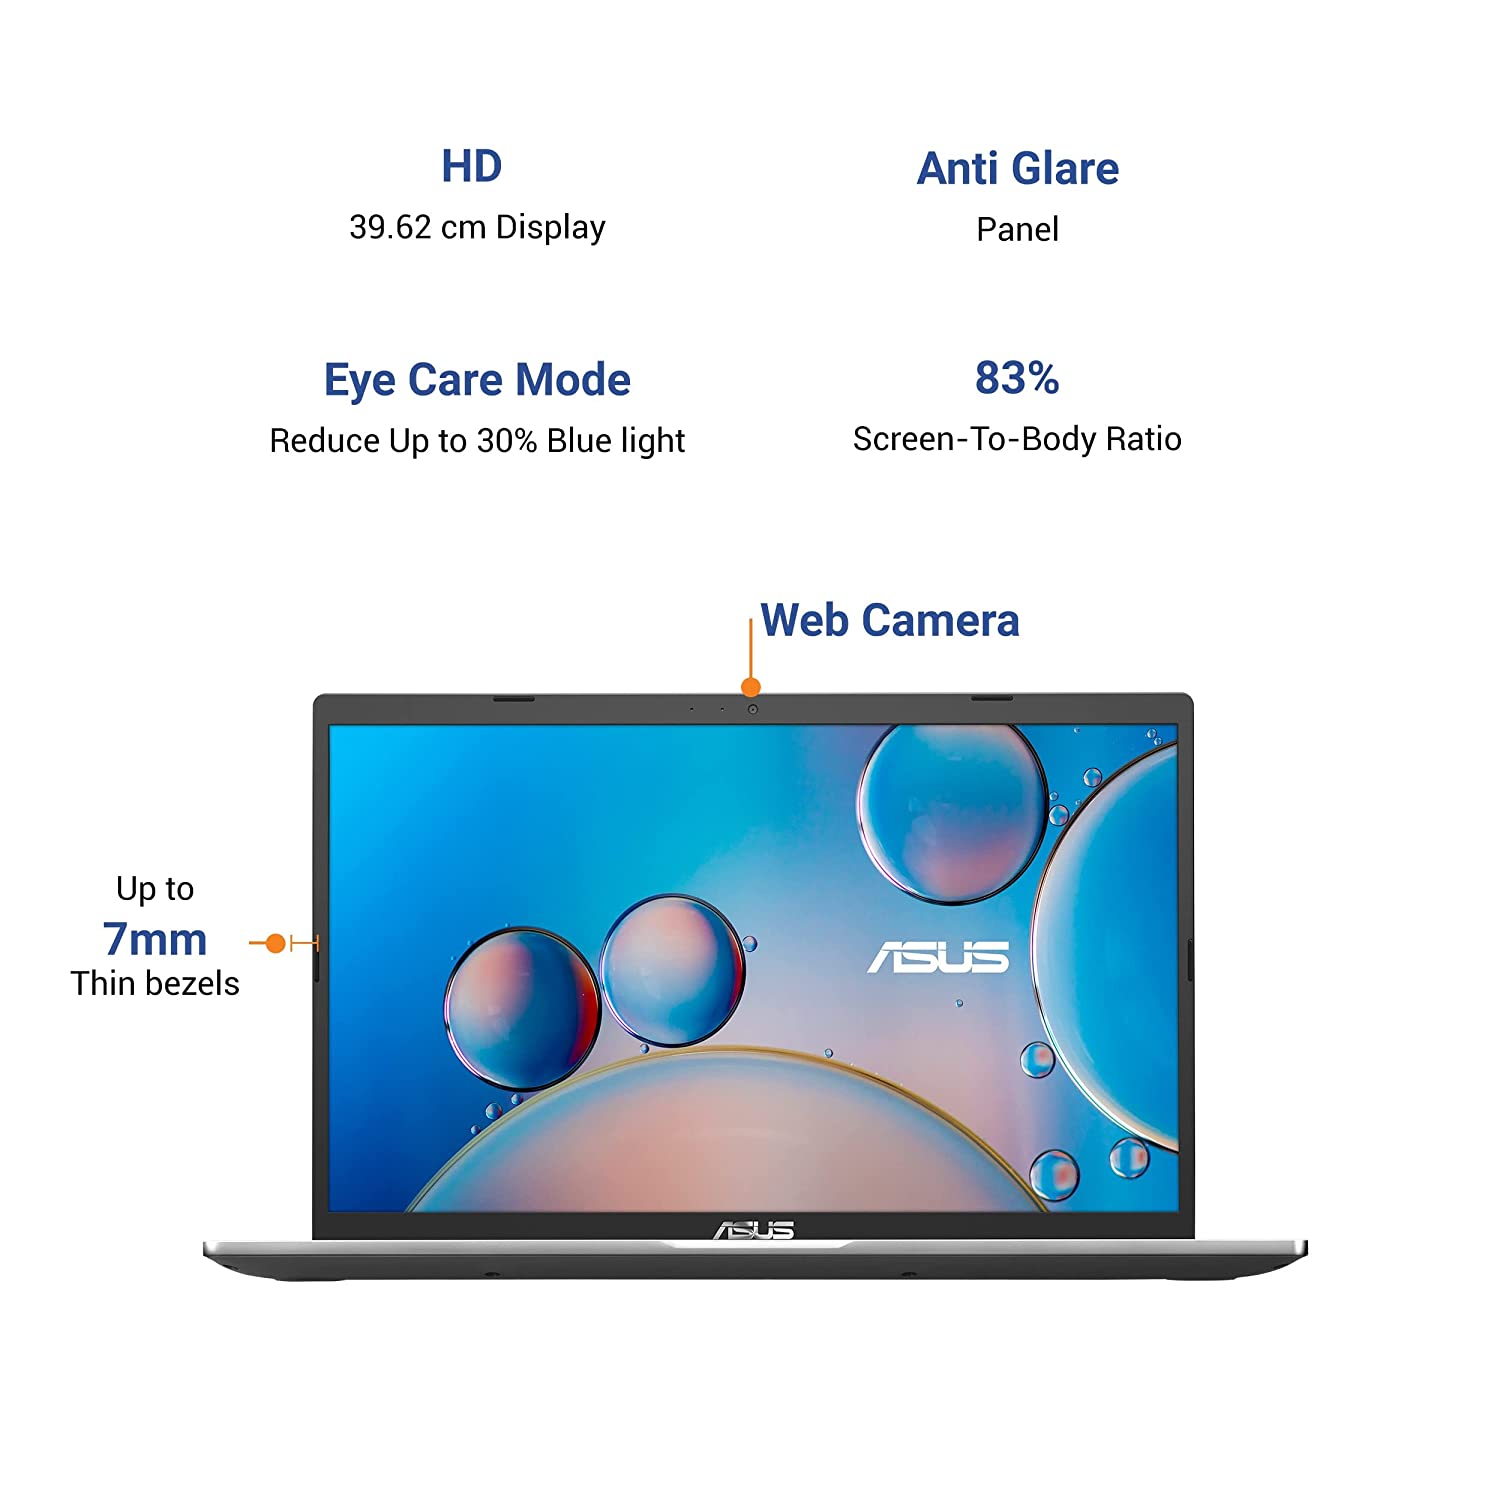 HD
39.62 cm Display
Anti Glare
Panel
Eye Care Mode
Reduce Up to 30% Blue light
83%
Screen-To-Body Ratio
Web Camera
Up to
7mm
Thin bezels
ASUS
ASUS